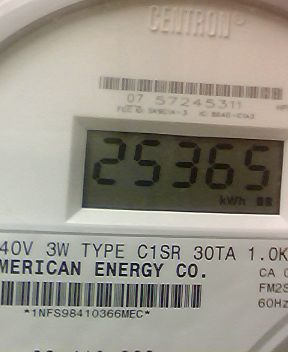 CENTRON®
07 57245311
25365
kWh
40V 3W TYPE C1SR 30TA 1.0K
MERICAN ENERGY CO.
CA 0
FM2S
60Hz
*1NFS98410366MEC*